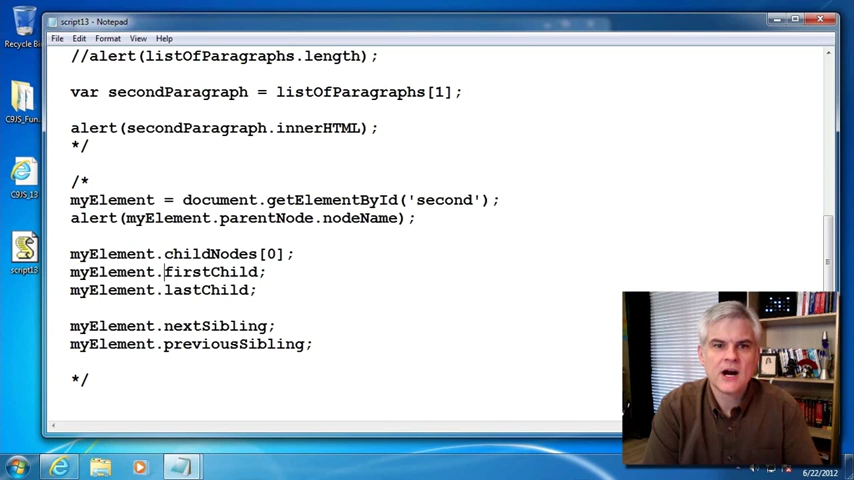 script13 - Notepad
File Edit Format View Help
//alert(listOfParagraphs.length);
var secondParagraph = listOfParagraphs[1];
alert(secondParagraph.innerHTML);
*/
/*
myElement = document.getElementById('second');
alert(myElement.parentNode.nodeName);
myElement.childNodes[0];
myElement.firstChild;
myElement.lastChild;
myElement.nextSibling;
myElement.previousSibling;
*/
Recycle Bin
C9JS_Fun...
C9JS_13
script13
6/22/2012